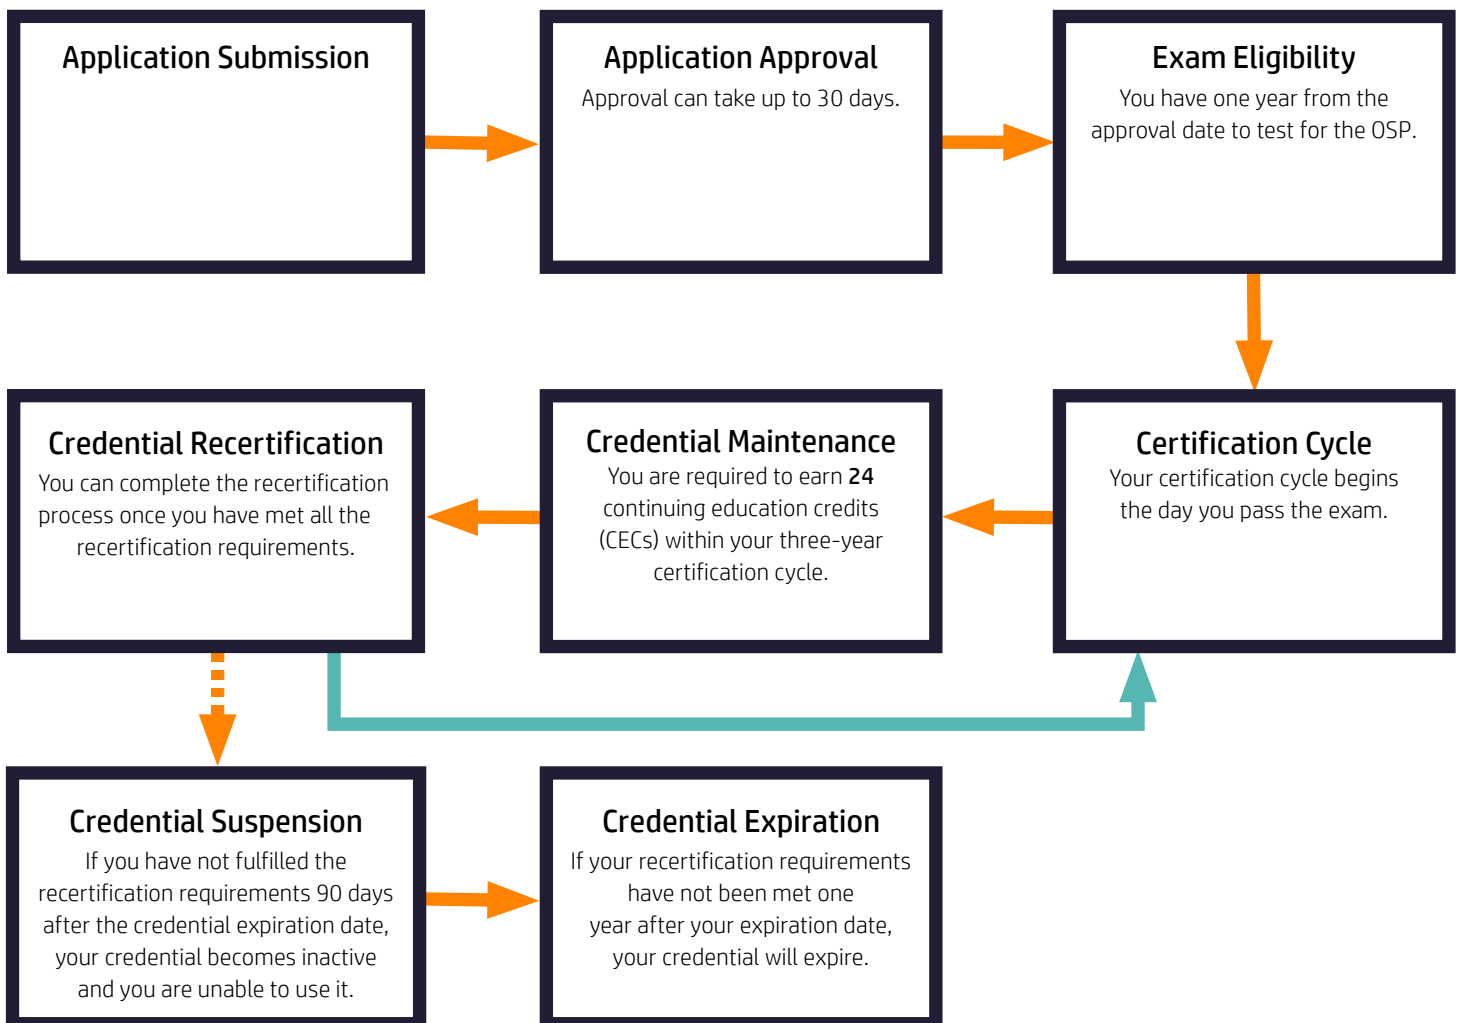 Application Submission
Application Approval
Approval can take up to 30 days.
Exam Eligibility
You have one year from the
approval date to test for the OSP.
Credential Recertification
You can complete the recertification
process once you have met all the
recertification requirements.
Credential Maintenance
You are required to earn 24
continuing education credits
(CECs) within your three-year
certification cycle.
Certification Cycle
Your certification cycle begins
the day you pass the exam.
Credential Suspension
If you have not fulfilled the
recertification requirements 90 days
after the credential expiration date,
your credential becomes inactive
and you are unable to use it.
Credential Expiration
If your recertification requirements
have not been met one
year after your expiration date,
your credential will expire.